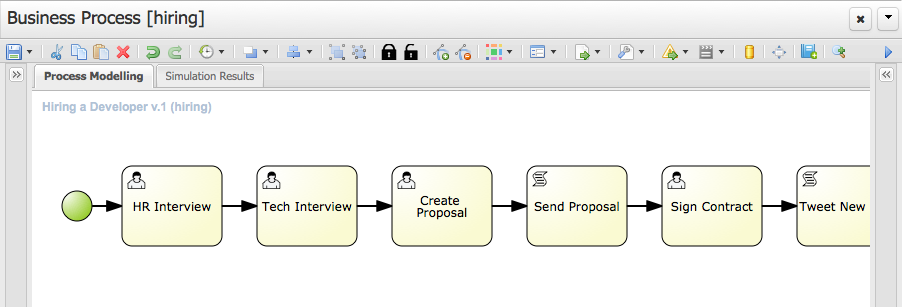 Business Process [hiring]
Process Modelling
Simulation Results
Hiring a Developer v.1 (hiring)
HR Interview
Tech Interview
Create
Proposal
Send Proposal
Sign Contract
Tweet New